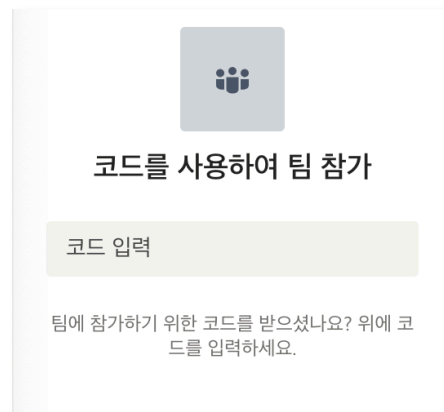 코드를 사용하여 팀 참가
코드 입력
팀에 참가하기 위한 코드를 받으셨나요? 위에 코
드를 입력하세요.